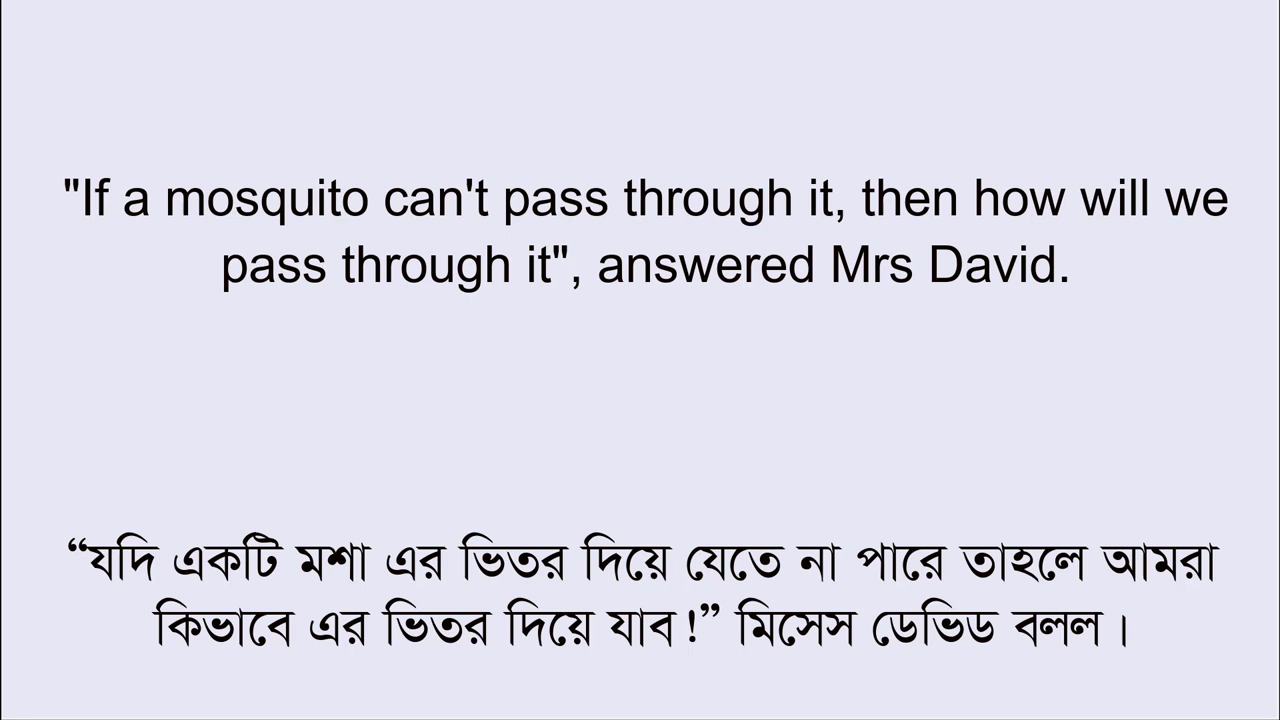 "If a mosquito can't pass through it, then how will we
pass through it", answered Mrs David.
“যদি একটি মশা এর ভিতর দিয়ে যেতে না পারে তাহলে আমরা
কিভাবে এর ভিতর দিয়ে যাব!” মিসেস ডেভিড বলল।